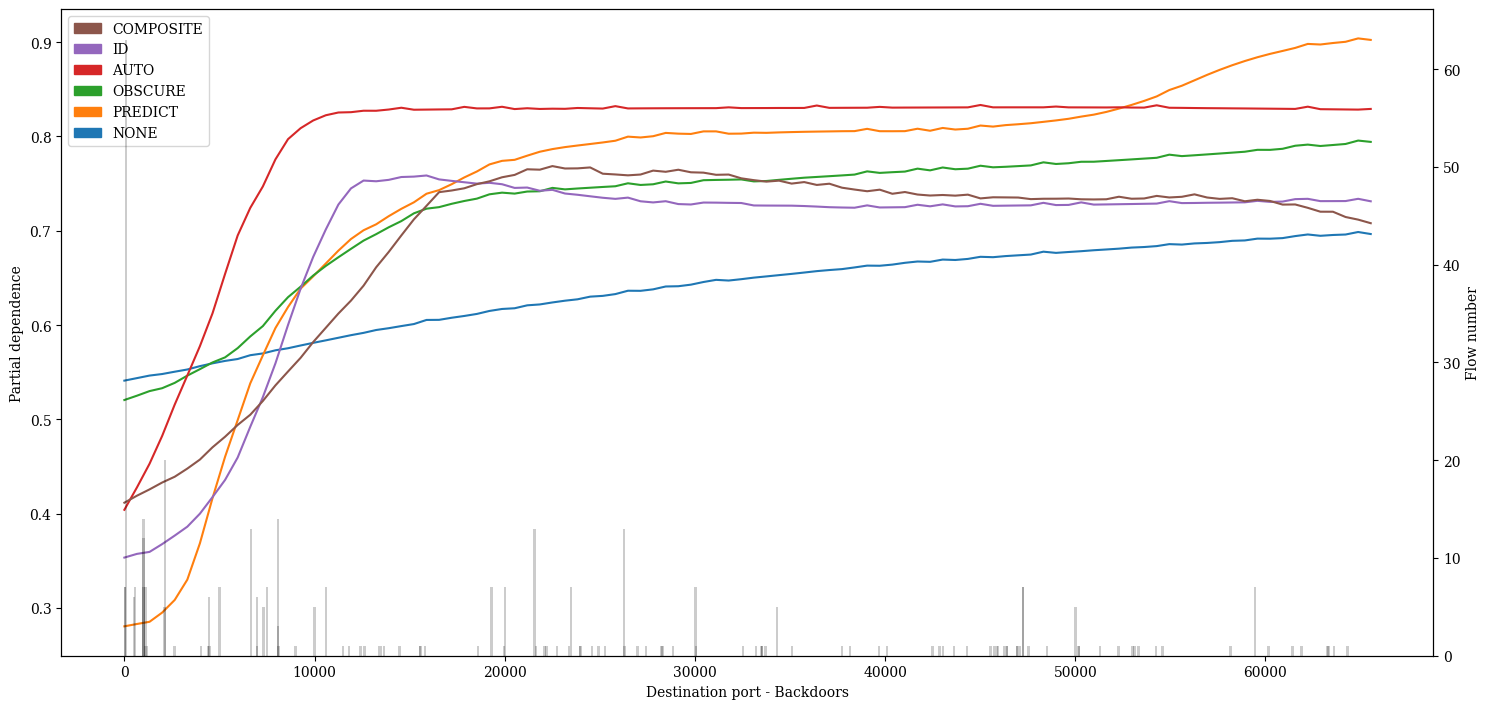 COMPOSITE
ID
AUTO
OBSCURE
PREDICT
NONE
0.9
0.8
0.7
0.6
0.5
0.4
0.3
Partial dependence
60
50
40
30
20
10
0
Flow number
0 10000 20000 30000 40000 50000 60000
Destination port - Backdoors